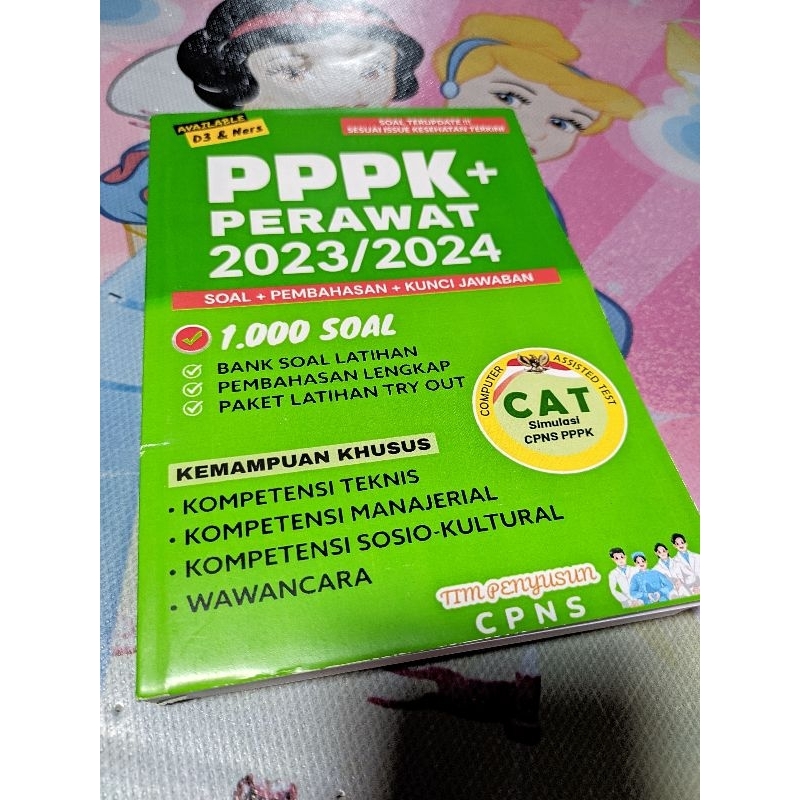 AVAILABLE
D3 & Ners
SOAL TERUPDATE !!!
SESUAI ISSUE KESEHATAN TERKINI
PPPK+
PERAWAT
2023/2024
SOAL + PEMBAHASAN + KUNCI JAWABAN
1.000 SOAL
BANK SOAL LATIHAN
PEMBAHASAN LENGKAP
PAKET LATIHAN TRY OUT
COMPUTER ASSISTED TEST
CAT
Simulasi
CPNS PPPK
KEMAMPUAN KHUSUS
• KOMPETENSI TEKNIS
• KOMPETENSI MANAJERIAL
• KOMPETENSI SOSIO-KULTURAL
• WAWANCARA
TIM PENYUSUN
CPNS